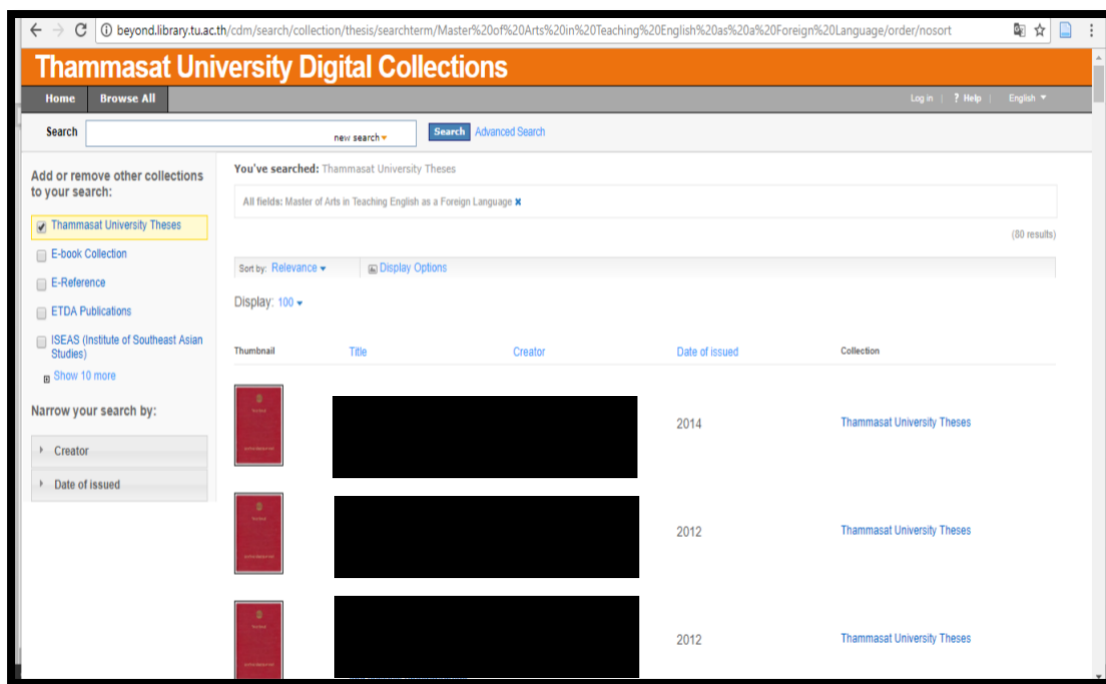 beyond.library.tu.ac.th/cdm/search/collection/thesis/searchterm/Master%20of%20Arts%20in%20Teaching%20English%20as%20a%20Foreign%20Language/order/nosort
Thammasat University Digital Collections
Home Browse All Log in | ? Help | English
Search new search Search Advanced Search
Add or remove other collections to your search:
Thammasat University Theses
E-book Collection
E-Reference
ETDA Publications
ISEAS (Institute of Southeast Asian Studies)
Show 10 more
Narrow your search by:
Creator
Date of issued
You've searched: Thammasat University Theses
All fields: Master of Arts in Teaching English as a Foreign Language x
(80 results)
Sort by: Relevance Display Options
Display: 100
Thumbnail Title Creator Date of issued Collection
2014 Thammasat University Theses
2012 Thammasat University Theses
2012 Thammasat University Theses